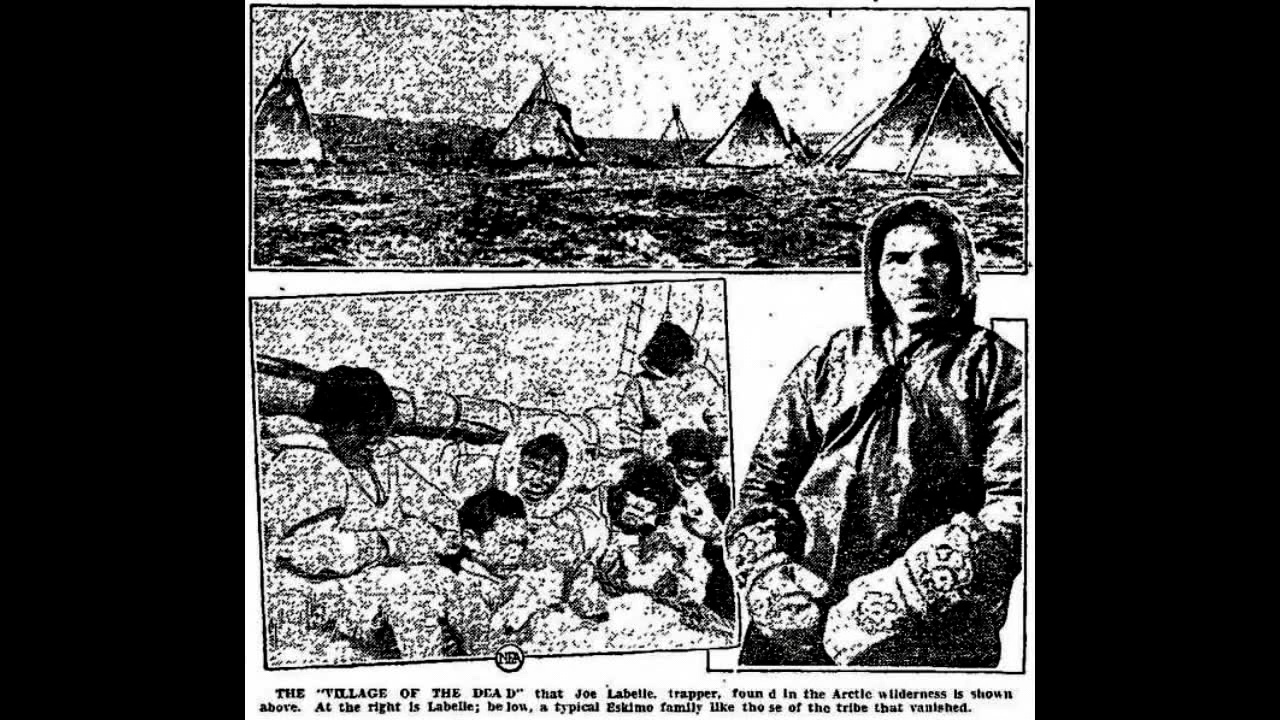 NEA
THE "VILLAGE OF THE DEAD" that Joe Labelle, trapper, found in the Arctic wilderness is shown
above. At the right is Labelle; below, a typical Eskimo family like those of the tribe that vanished.